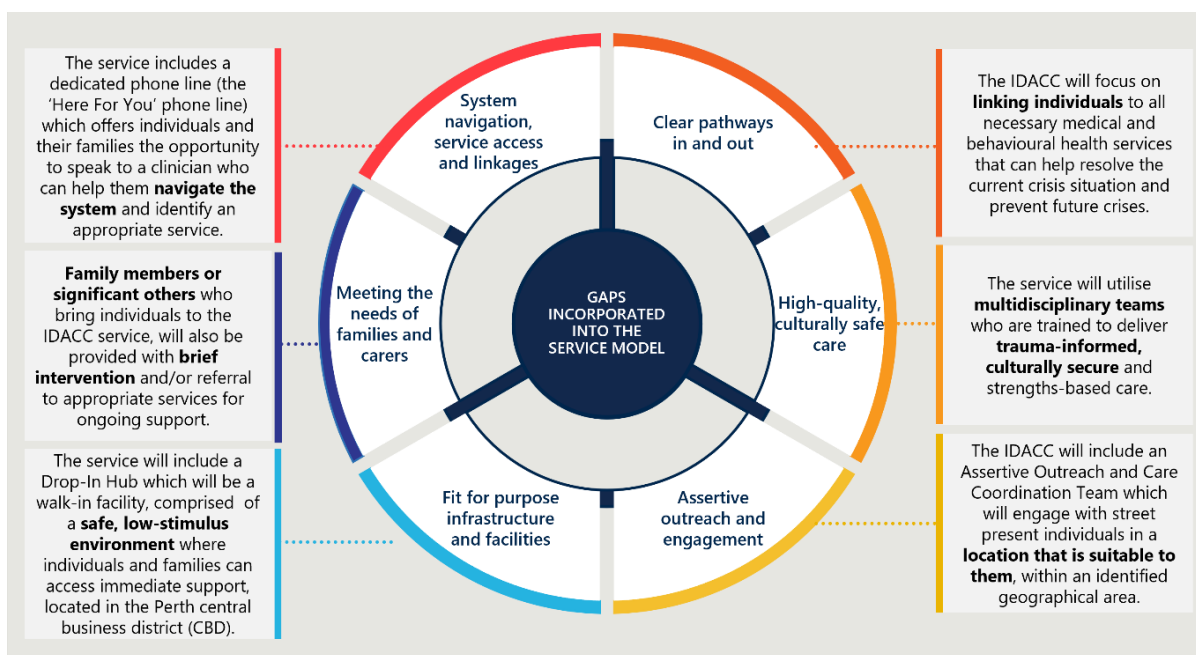 The service includes a
dedicated phone line (the
‘Here For You’ phone line)
which offers individuals and
their families the opportunity
to speak to a clinician who
can help them navigate the
system and identify an
appropriate service.
Family members or
significant others who
bring individuals to the
IDACC service, will also be
provided with brief
intervention and/or referral
to appropriate services for
ongoing support.
The service will include a
Drop-In Hub which will be a
walk-in facility, comprised of
a safe, low-stimulus
environment where
individuals and families can
access immediate support,
located in the Perth central
business district (CBD).
System
navigation,
service access
and linkages
Clear pathways
in and out
Meeting the
needs of
families and
carers
GAPS
INCORPORATED
INTO THE
SERVICE MODEL
High-quality,
culturally safe
care
Fit for purpose
infrastructure
and facilities
Assertive
outreach and
engagement
The IDACC will focus on
linking individuals to all
necessary medical and
behavioural health services
that can help resolve the
current crisis situation and
prevent future crises.
The service will utilise
multidisciplinary teams
who are trained to deliver
trauma-informed,
culturally secure and
strengths-based care.
The IDACC will include an
Assertive Outreach and Care
Coordination Team which
will engage with street
present individuals in a
location that is suitable to
them, within an identified
geographical area.